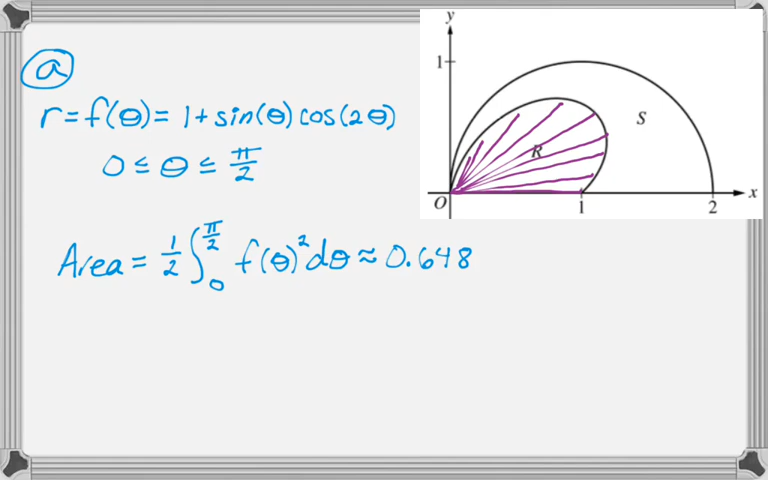 a
r = f(θ) = 1 + sin(θ) cos(2θ)
0 ≤ θ ≤ π/2
Area = 1/2 ∫₀^(π/2) f(θ)² dθ ≈ 0.648
y
1
S
R
O
1
2
x